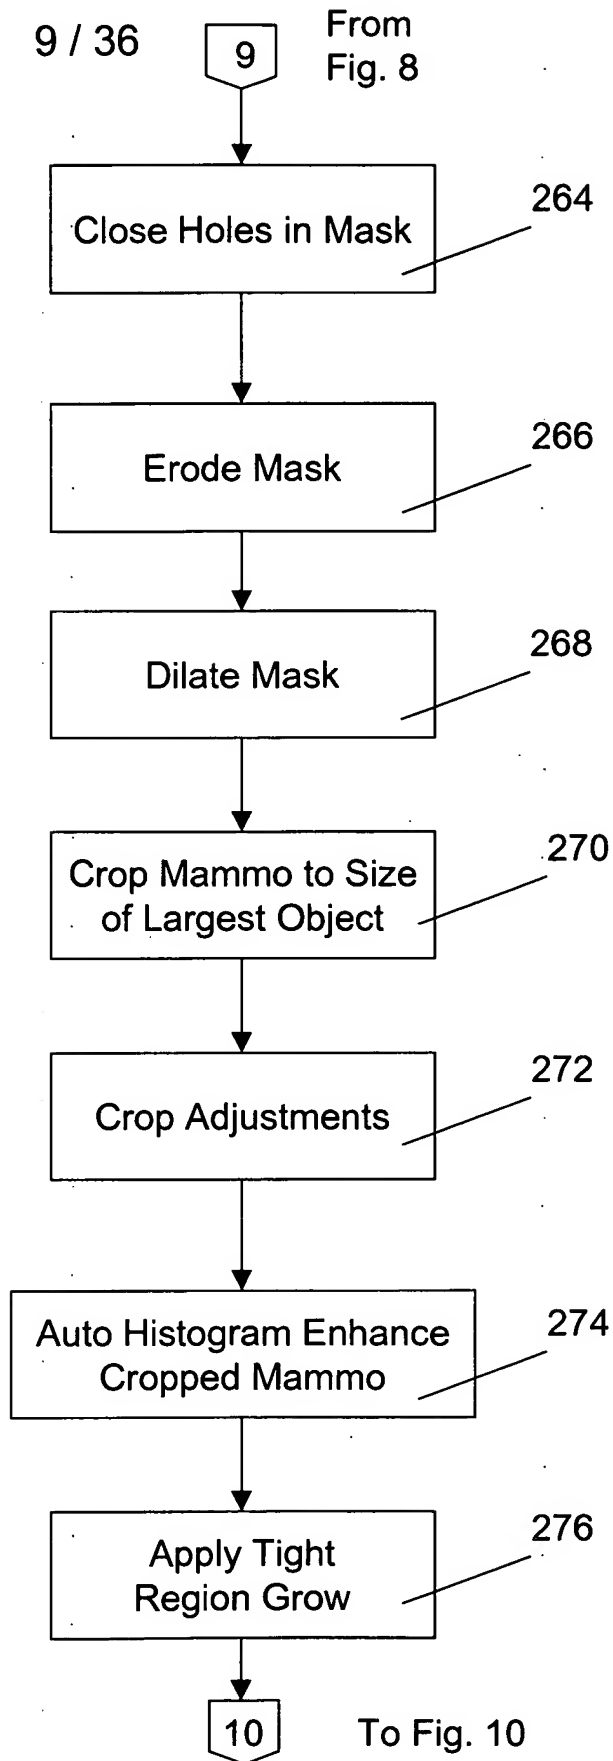 9 / 36
9
From
Fig. 8
Close Holes in Mask
264
Erode Mask
266
Dilate Mask
268
Crop Mammo to Size
of Largest Object
270
Crop Adjustments
272
Auto Histogram Enhance
Cropped Mammo
274
Apply Tight
Region Grow
276
10
To Fig. 10